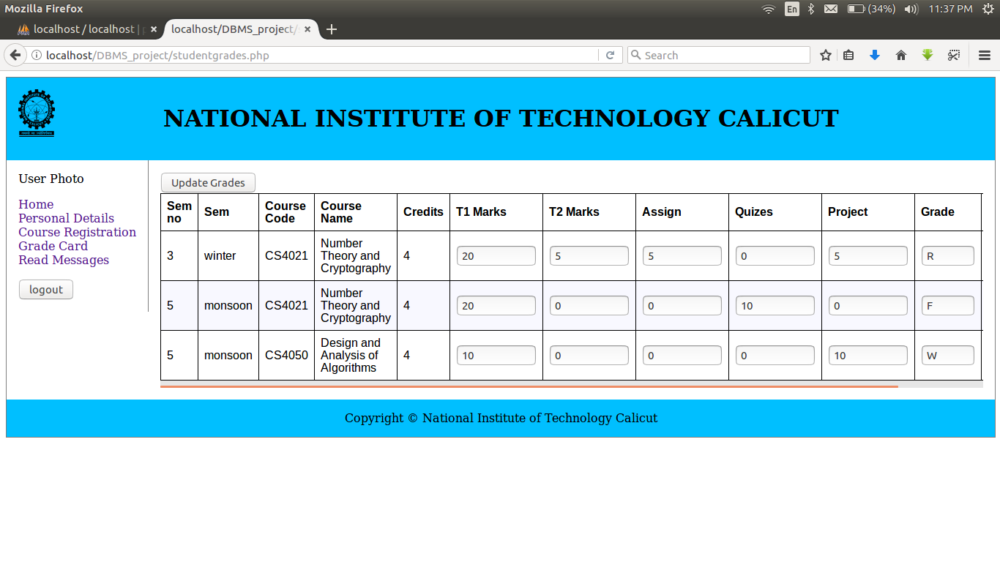 Mozilla Firefox
En
(34%)
11:37 PM
localhost / localhost |
localhost/DBMS_project/
localhost/DBMS_project/studentgrades.php
Search
NATIONAL INSTITUTE OF TECHNOLOGY CALICUT
User Photo
Home
Personal Details
Course Registration
Grade Card
Read Messages
logout
Update Grades
Sem no Sem Course Code Course Name Credits T1 Marks T2 Marks Assign Quizes Project Grade
3 winter CS4021 Number Theory and Cryptography 4 20 5 5 0 5 R
5 monsoon CS4021 Number Theory and Cryptography 4 20 0 0 10 0 F
5 monsoon CS4050 Design and Analysis of Algorithms 4 10 0 0 0 10 W
Copyright © National Institute of Technology Calicut